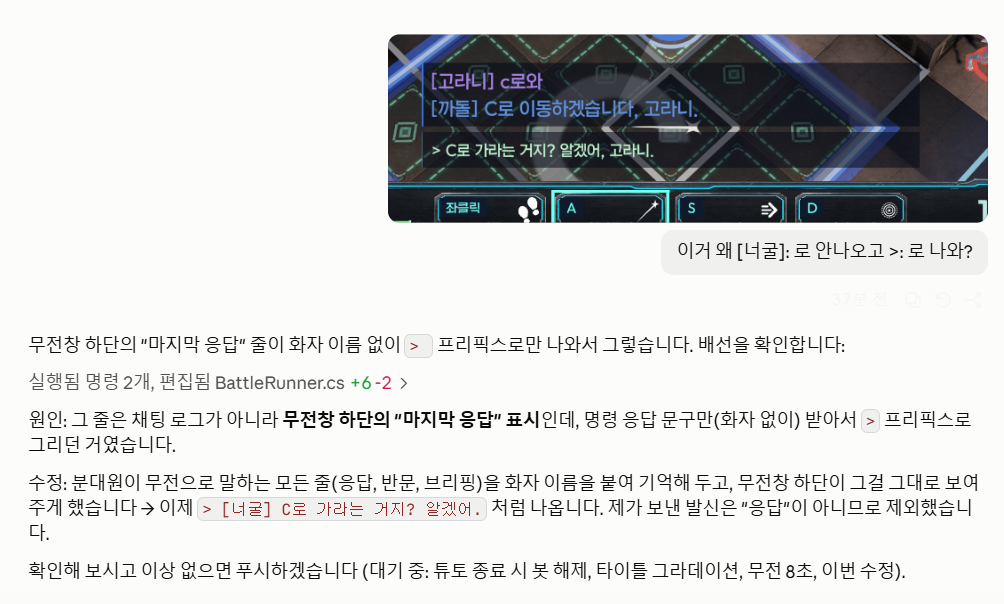 [고라니] c로와
[까돌] C로 이동하겠습니다, 고라니.
> C로 가라는 거지? 알겠어, 고라니.
좌클릭 A S D 1
이거 왜 [너굴]: 로 안나오고 >: 로 나와?
37분 전
무전창 하단의 "마지막 응답" 줄이 화자 이름 없이 > 프리픽스로만 나와서 그렇습니다. 배선을 확인합니다:
실행됨 명령 2개, 편집됨 BattleRunner.cs +6 -2 >
원인: 그 줄은 채팅 로그가 아니라 무전창 하단의 "마지막 응답" 표시인데, 명령 응답 문구만(화자 없이) 받아서 > 프리픽스로
그리던 거였습니다.
수정: 분대원이 무전으로 말하는 모든 줄(응답, 반문, 브리핑)을 화자 이름을 붙여 기억해 두고, 무전창 하단이 그걸 그대로 보여
주게 했습니다 → 이제 > [너굴] C로 가라는 거지? 알겠어. 처럼 나옵니다. 제가 보낸 발신은 "응답"이 아니므로 제외했습니
다.
확인해 보시고 이상 없으면 푸시하겠습니다 (대기 중: 튜토 종료 시 봇 해제, 타이틀 그라데이션, 무전 8초, 이번 수정).